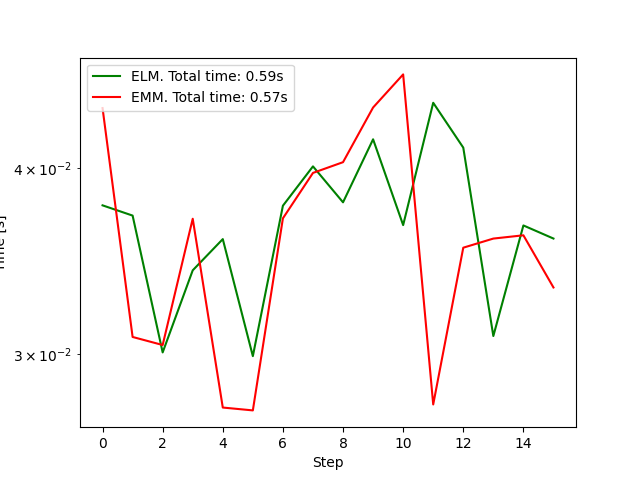 ELM. Total time: 0.59s
EMM. Total time: 0.57s
4 × 10⁻²
3 × 10⁻²
[s]
0 2 4 6 8 10 12 14
Step